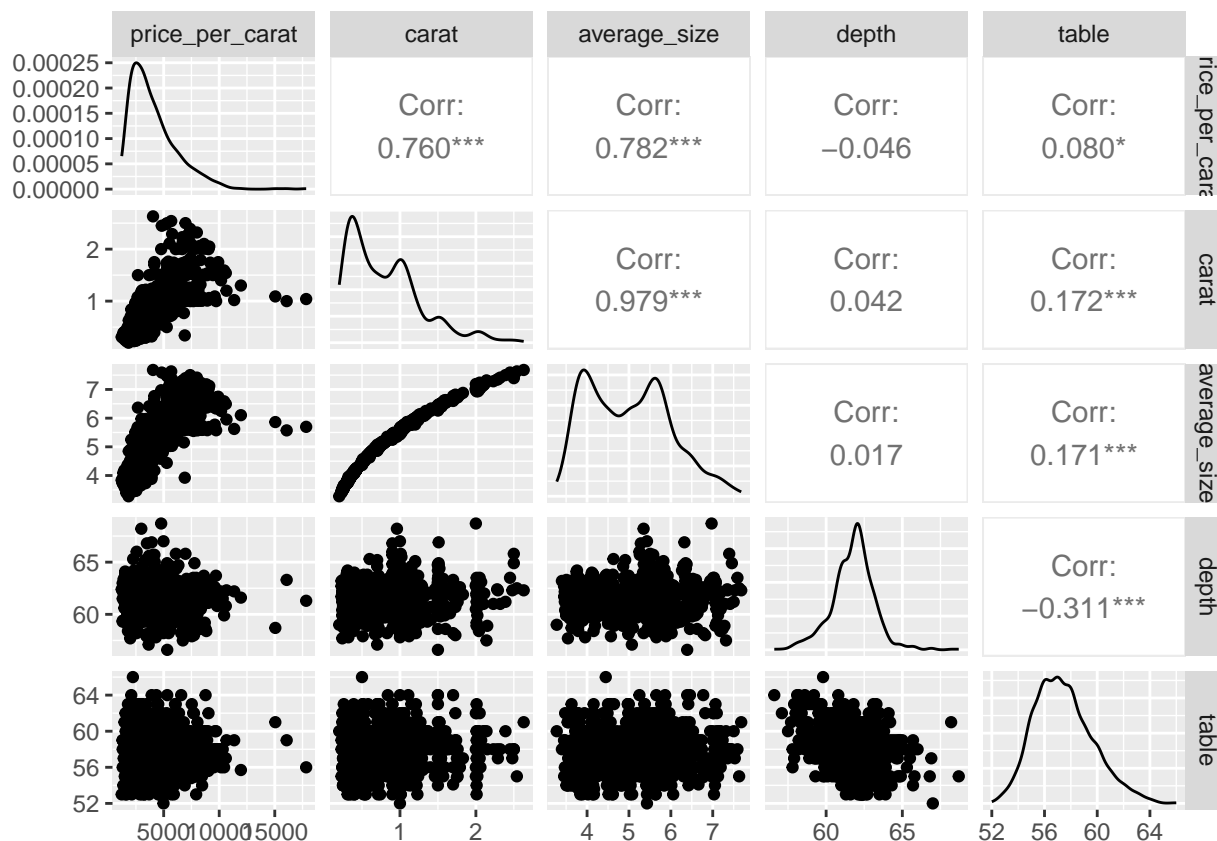 price_per_carat carat average_size depth table
0.00025
0.00020
0.00015
0.00010
0.00005
0.00000
Corr:
0.760***
Corr:
0.782***
Corr:
−0.046
Corr:
0.080*
rice_per_cara
2
1
Corr:
0.979***
Corr:
0.042
Corr:
0.172***
carat
7
6
5
4
Corr:
0.017
Corr:
0.171***
average_size
65
60
Corr:
−0.311***
depth
64
60
56
52
table
5000 10000 15000
1 2
4 5 6 7
60 65
52 56 60 64